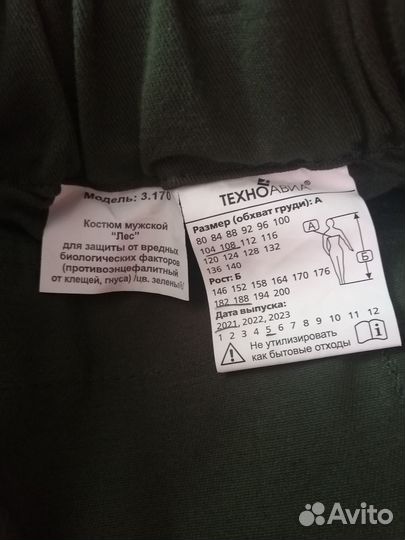 Модель: 3.170
Костюм мужской
"Лес"
для защиты от вредных
биологических факторов
(противоэнцефалитный
от клещей, гнуса) /цв. зеленый/
ТЕХНОАВИА®
Размер (обхват груди): А
80 84 88 92 96 100
104 108 112 116
120 124 128 132
136 140
Рост: Б
146 152 158 164 170 176
182 188 194 200
Дата выпуска:
2021, 2022, 2023
1 2 3 4 5 6 7 8 9 10 11 12
Не утилизировать
как бытовые отходы
А
Б
Avito